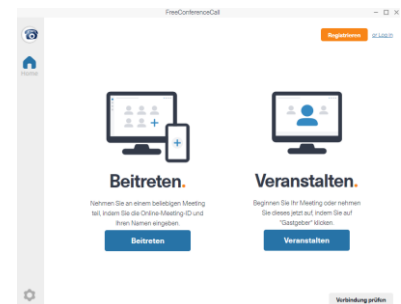 FreeConferenceCall
Registrieren
or Log In
Home
Beitreten.
Nehmen Sie an einem beliebigen Meeting
teil, indem Sie die Online-Meeting-ID und
Ihren Namen eingeben.
Beitreten
Veranstalten.
Beginnen Sie Ihr Meeting oder nehmen
Sie dieses jetzt auf, indem Sie auf
"Gastgeber" klicken.
Veranstalten
Verbindung prüfen